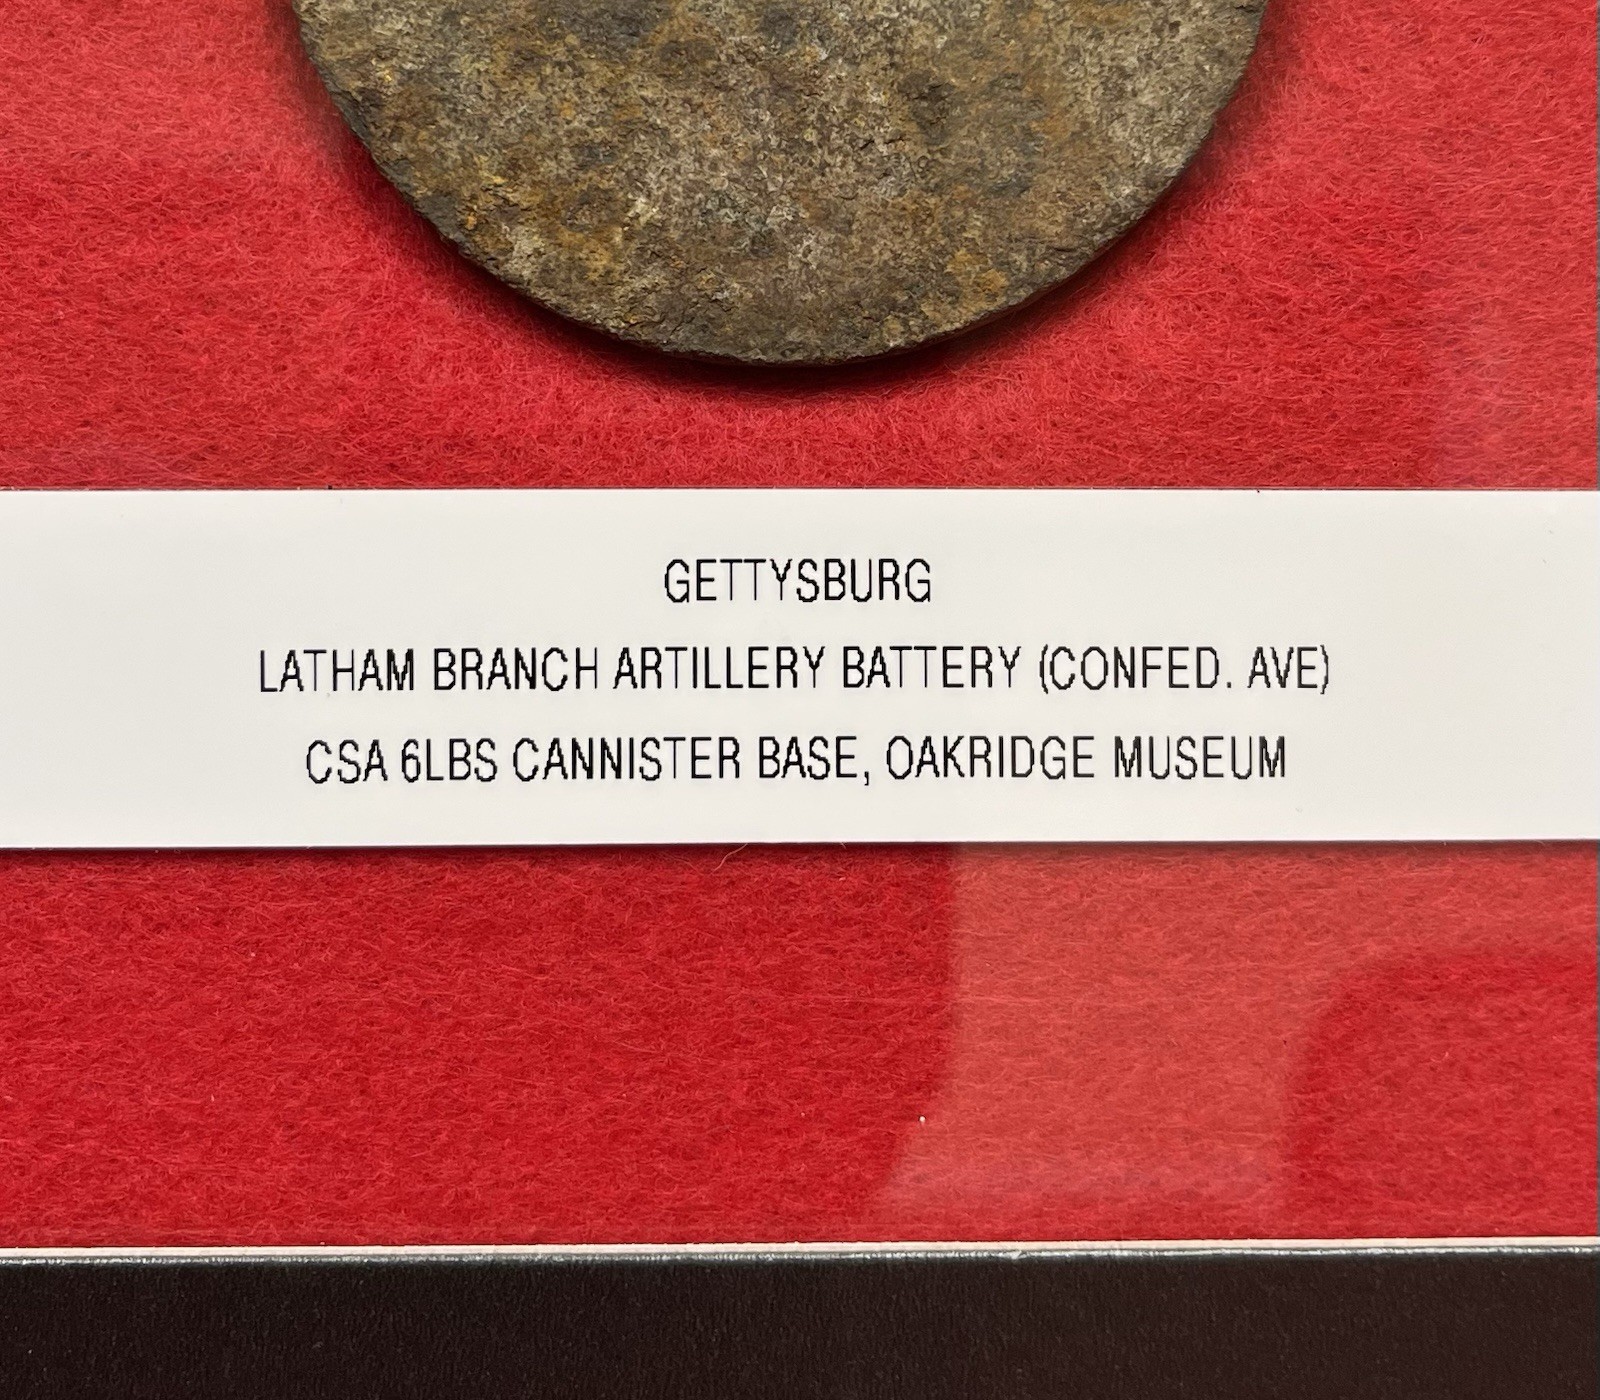 GETTYSBURG
LATHAM BRANCH ARTILLERY BATTERY (CONFED. AVE)
CSA 6LBS CANNISTER BASE, OAKRIDGE MUSEUM